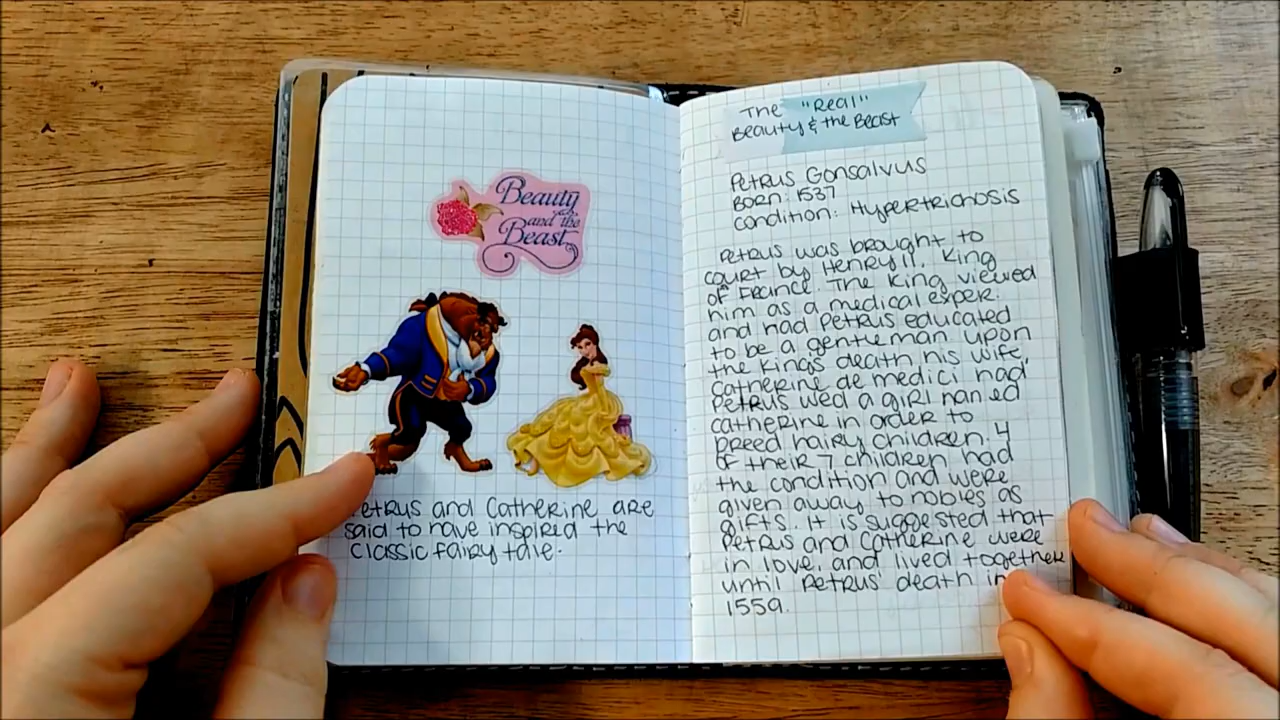 Beauty
and the
Beast
Petrus and Catherine are
said to have inspired the
classic fairy tale.
The "Real"
Beauty & the Beast
Petrus Gonsalvus
Born: 1537
Condition: Hypertrichosis
Petrus was brought to
court by Henry II, King
of France. The King viewed
him as a medical exper.
and had Petrus educated
to be a gentleman upon
the King's death his wife,
Catherine de medici had
Petrus wed a girl named
Catherine in order to
breed hairy children. 4
of their 7 children had
the condition and were
given away to nobles as
gifts. It is suggested that
Petrus and Catherine were
in love, and lived together
until Petrus' death in
1559.